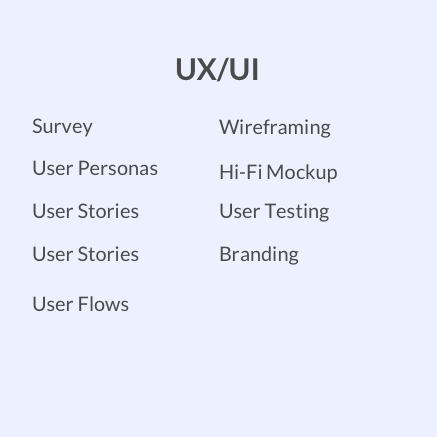 UX/UI
Survey
User Personas
User Stories
User Stories
User Flows
Wireframing
Hi-Fi Mockup
User Testing
Branding